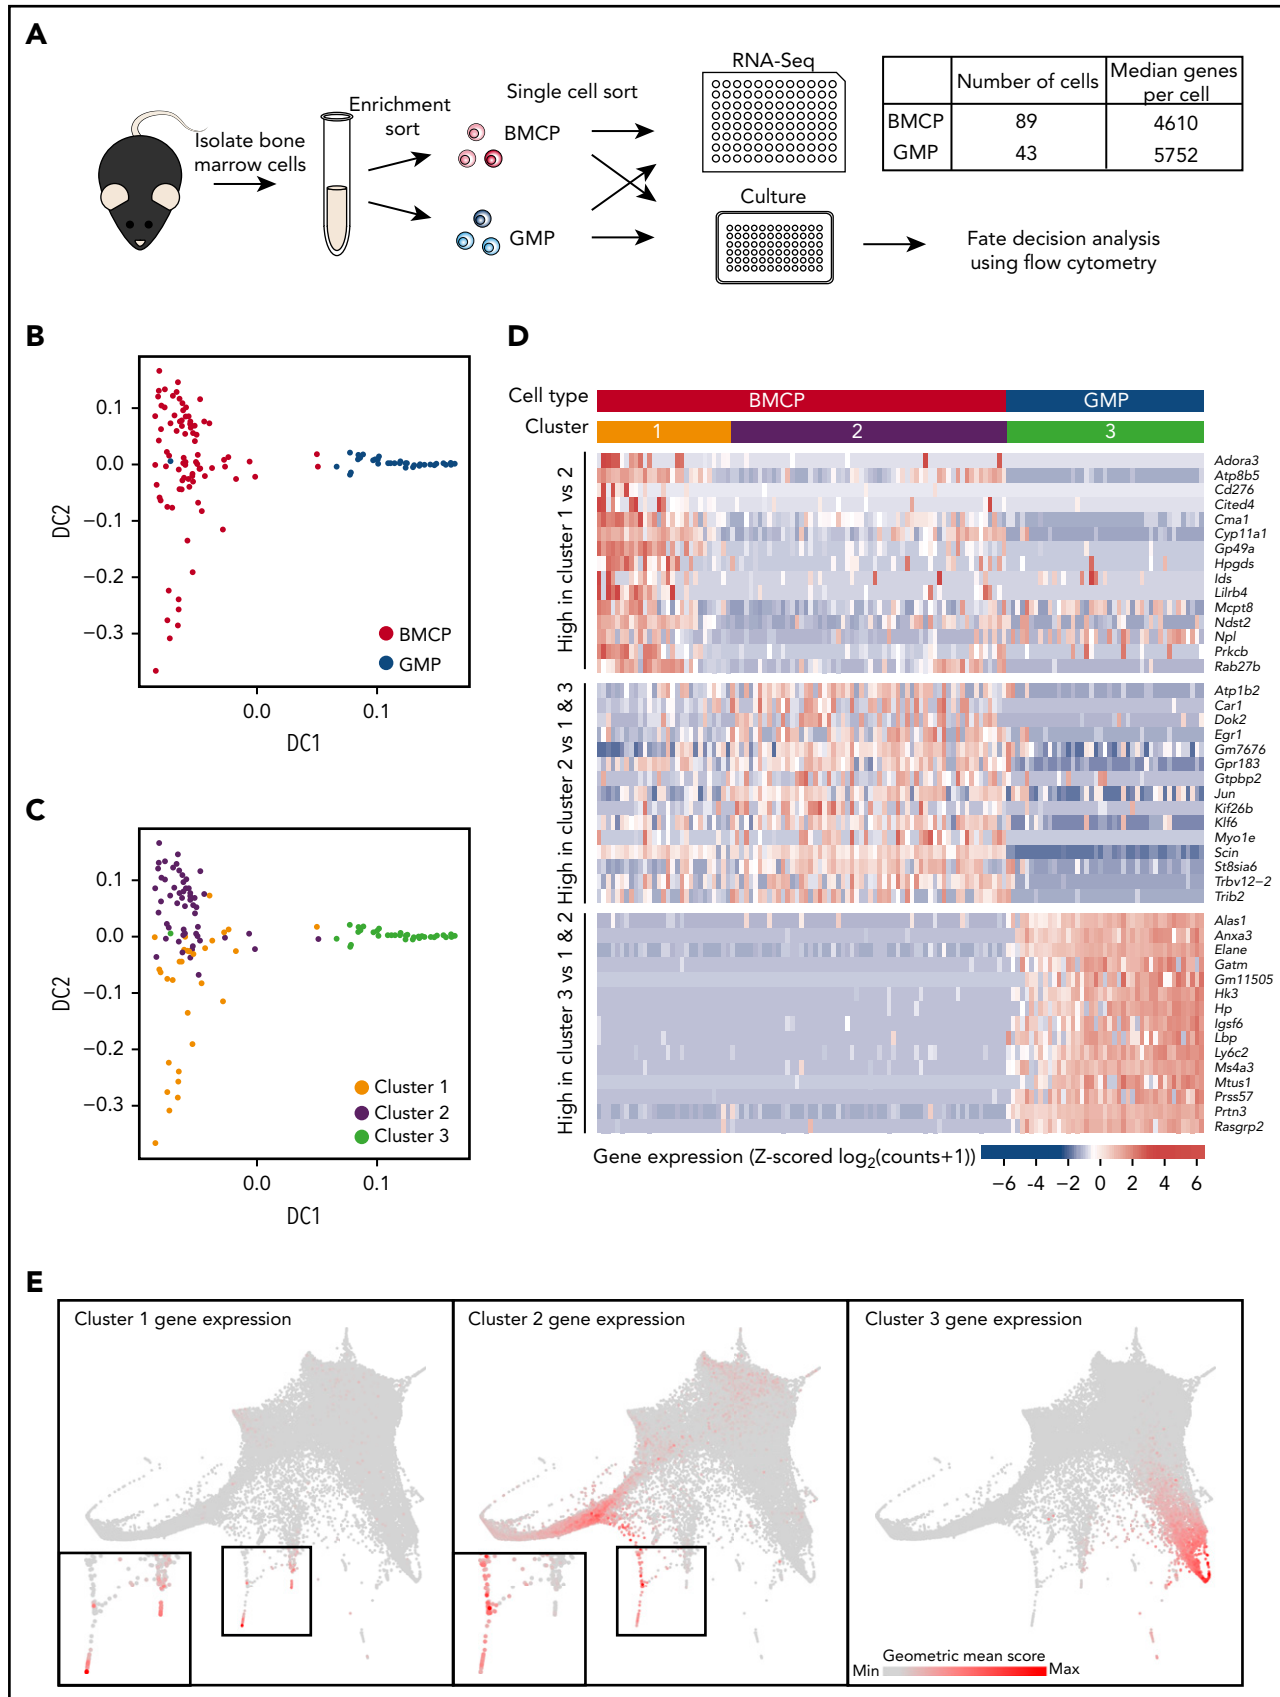 A
Isolate bone
marrow cells
Enrichment
sort
Single cell sort
BMCP
GMP
RNA-Seq
Culture
Number of cells
Median genes
per cell
BMCP 89 4610
GMP 43 5752
Fate decision analysis
using flow cytometry
B
DC2
0.1
0.0
−0.1
−0.2
−0.3
BMCP
GMP
0.0 0.1
DC1
C
DC2
0.1
0.0
−0.1
−0.2
−0.3
Cluster 1
Cluster 2
Cluster 3
0.0 0.1
DC1
D
Cell type BMCP GMP
Cluster 1 2 3
High in cluster 1 vs 2
Adora3
Atp8b5
Cd276
Cited4
Cma1
Cyp11a1
Gp49a
Hpgds
Ids
Lilrb4
Mcpt8
Ndst2
Npl
Prkcb
Rab27b
High in cluster 2 vs 1 & 3
Atp1b2
Car1
Dok2
Egr1
Gm7676
Gpr183
Gtpbp2
Jun
Kif26b
Klf6
Myo1e
Scin
St8sia6
Trbv12−2
Trib2
High in cluster 3 vs 1 & 2
Alas1
Anxa3
Elane
Gatm
Gm11505
Hk3
Hp
Igsf6
Lbp
Ly6c2
Ms4a3
Mtus1
Prss57
Prtn3
Rasgrp2
Gene expression (Z-scored log2(counts+1))
−6 -4 −2 0 2 4 6
E
Cluster 1 gene expression
Cluster 2 gene expression
Cluster 3 gene expression
Geometric mean score
Min Max